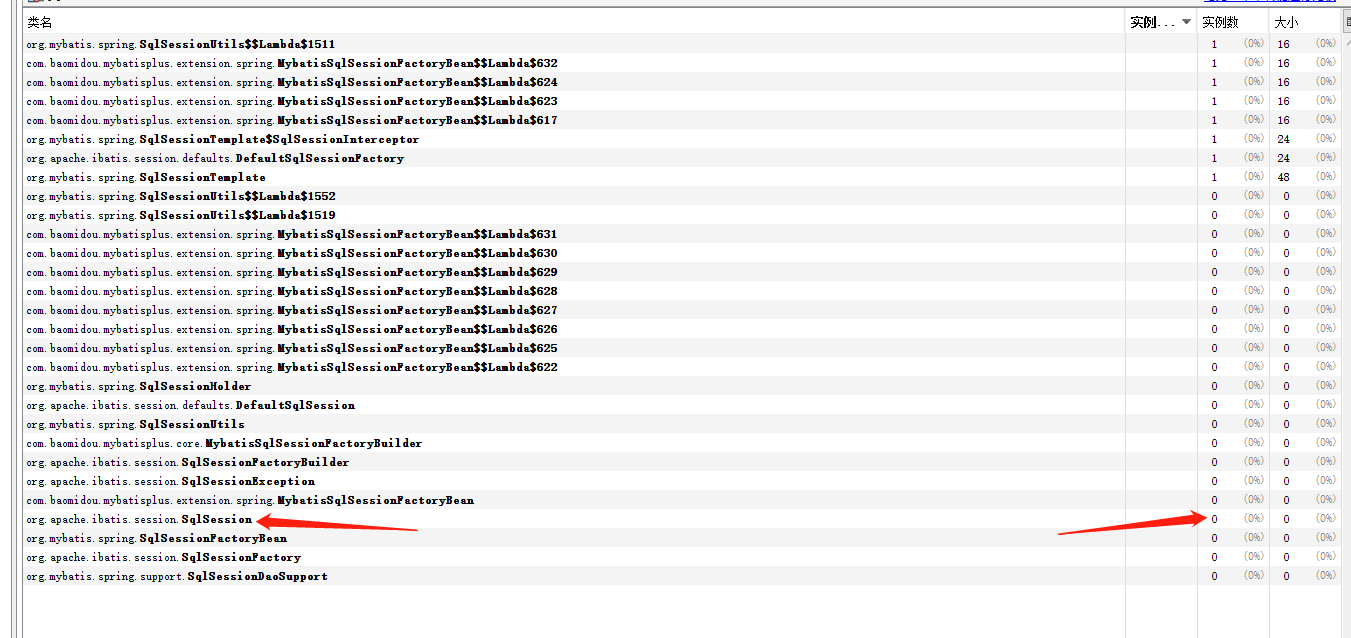 类名 实例... 实例数 大小
org.mybatis.spring.SqlSessionUtils$$Lambda$1511 1 (0%) 16 (0%)
com.baomidou.mybatisplus.extension.spring.MybatisSqlSessionFactoryBean$$Lambda$632 1 (0%) 16 (0%)
com.baomidou.mybatisplus.extension.spring.MybatisSqlSessionFactoryBean$$Lambda$624 1 (0%) 16 (0%)
com.baomidou.mybatisplus.extension.spring.MybatisSqlSessionFactoryBean$$Lambda$623 1 (0%) 16 (0%)
com.baomidou.mybatisplus.extension.spring.MybatisSqlSessionFactoryBean$$Lambda$617 1 (0%) 16 (0%)
org.mybatis.spring.SqlSessionTemplate$SqlSessionInterceptor 1 (0%) 24 (0%)
org.apache.ibatis.session.defaults.DefaultSqlSessionFactory 1 (0%) 24 (0%)
org.mybatis.spring.SqlSessionTemplate 1 (0%) 48 (0%)
org.mybatis.spring.SqlSessionUtils$$Lambda$1552 0 (0%) 0 (0%)
org.mybatis.spring.SqlSessionUtils$$Lambda$1519 0 (0%) 0 (0%)
com.baomidou.mybatisplus.extension.spring.MybatisSqlSessionFactoryBean$$Lambda$631 0 (0%) 0 (0%)
com.baomidou.mybatisplus.extension.spring.MybatisSqlSessionFactoryBean$$Lambda$630 0 (0%) 0 (0%)
com.baomidou.mybatisplus.extension.spring.MybatisSqlSessionFactoryBean$$Lambda$629 0 (0%) 0 (0%)
com.baomidou.mybatisplus.extension.spring.MybatisSqlSessionFactoryBean$$Lambda$628 0 (0%) 0 (0%)
com.baomidou.mybatisplus.extension.spring.MybatisSqlSessionFactoryBean$$Lambda$627 0 (0%) 0 (0%)
com.baomidou.mybatisplus.extension.spring.MybatisSqlSessionFactoryBean$$Lambda$626 0 (0%) 0 (0%)
com.baomidou.mybatisplus.extension.spring.MybatisSqlSessionFactoryBean$$Lambda$625 0 (0%) 0 (0%)
com.baomidou.mybatisplus.extension.spring.MybatisSqlSessionFactoryBean$$Lambda$622 0 (0%) 0 (0%)
org.mybatis.spring.SqlSessionHolder 0 (0%) 0 (0%)
org.apache.ibatis.session.defaults.DefaultSqlSession 0 (0%) 0 (0%)
org.mybatis.spring.SqlSessionUtils 0 (0%) 0 (0%)
com.baomidou.mybatisplus.core.MybatisSqlSessionFactoryBuilder 0 (0%) 0 (0%)
org.apache.ibatis.session.SqlSessionFactoryBuilder 0 (0%) 0 (0%)
org.apache.ibatis.session.SqlSessionException 0 (0%) 0 (0%)
com.baomidou.mybatisplus.extension.spring.MybatisSqlSessionFactoryBean 0 (0%) 0 (0%)
org.apache.ibatis.session.SqlSession 0 (0%) 0 (0%)
org.mybatis.spring.SqlSessionFactoryBean 0 (0%) 0 (0%)
org.apache.ibatis.session.SqlSessionFactory 0 (0%) 0 (0%)
org.mybatis.spring.support.SqlSessionDaoSupport 0 (0%) 0 (0%)